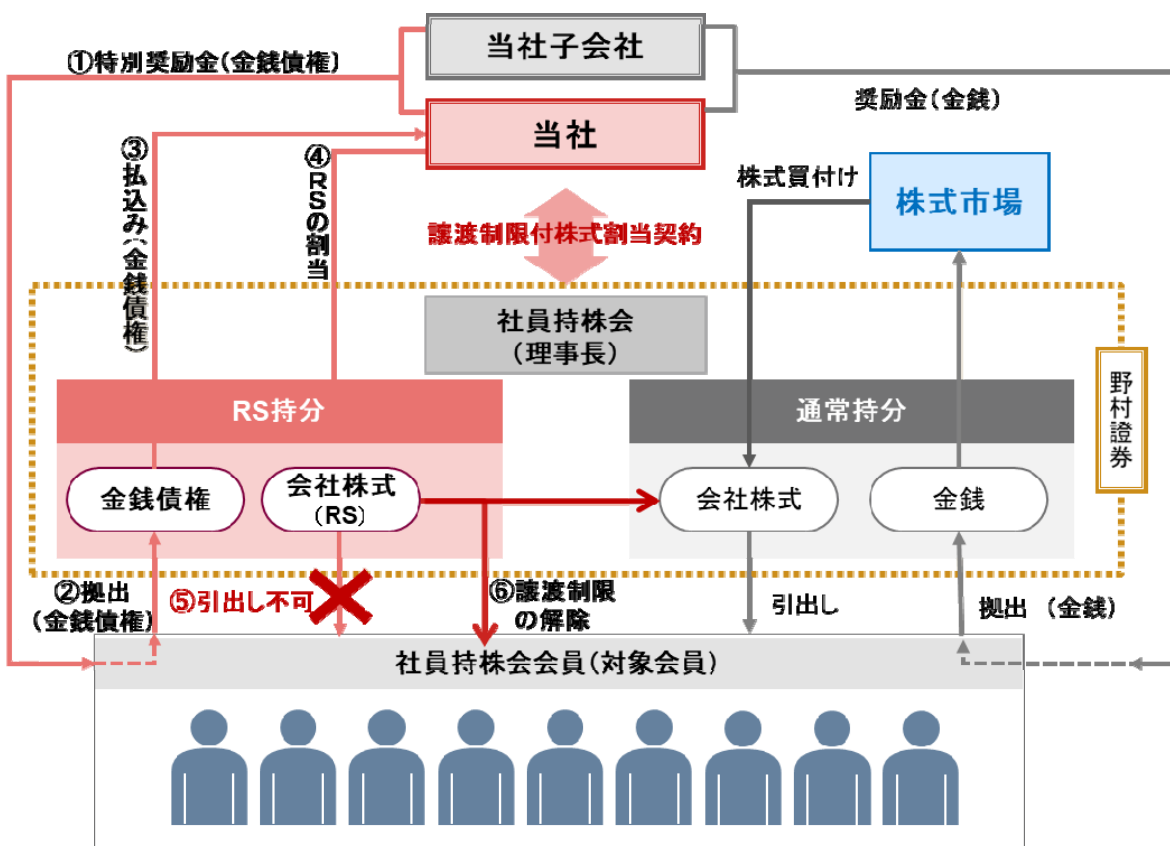 当社子会社
①特別奨励金(金銭債権)
奨励金(金銭)
当社
③払込み(金銭債権)
④RSの割当
株式買付け
株式市場
譲渡制限付株式割当契約
社員持株会
(理事長)
野村證券
RS持分
通常持分
金銭債権
会社株式
(RS)
会社株式
金銭
②拠出
(金銭債権)
⑤引出し不可
⑥譲渡制限
の解除
引出し
拠出 (金銭)
社員持株会会員(対象会員)